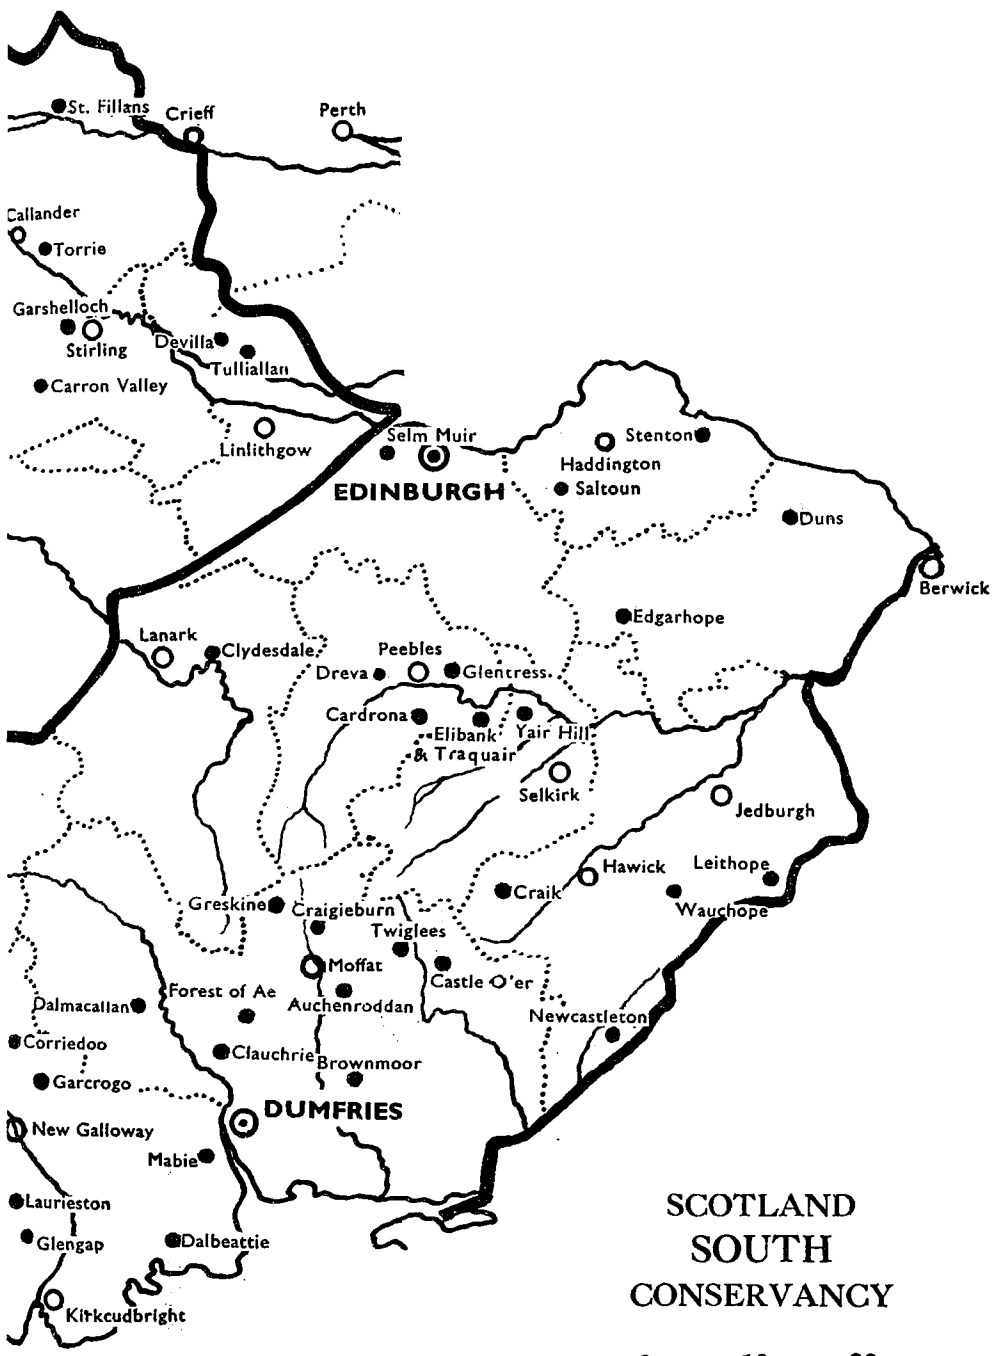 St. Fillans
Crieff
Perth
Callander
Torrie
Garshelloch
Stirling
Devilla
Tulliallan
Carron Valley
Linlithgow
Selm Muir
EDINBURGH
Stenton
Haddington
Saltoun
Duns
Berwick
Edgarhope
Lanark
Clydesdale
Peebles
Dreva
Glentress
Cardrona
Elibank
& Traquair
Yair Hill
Selkirk
Jedburgh
Hawick
Leithope
Craik
Wauchope
Greskine
Craigieburn
Twiglees
Moffat
Castle O'er
Forest of Ae
Auchenroddan
Dalmacallan
Newcastleton
Corriedoo
Clauchrie
Brownmoor
Garcrogo
DUMFRIES
New Galloway
Mabie
Laurieston
Glengap
Dalbeattie
Kirkcudbright
SCOTLAND
SOUTH
CONSERVANCY